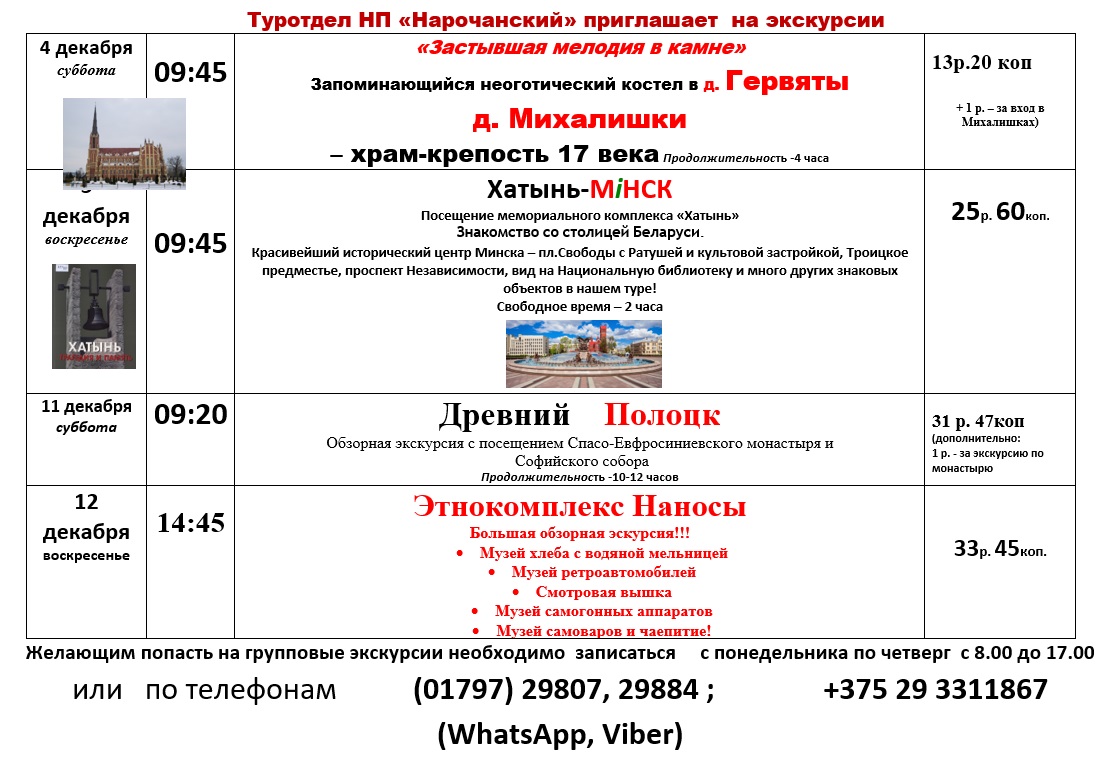 Туротдел НП «Нарочанский» приглашает на экскурсии
4 декабря
суббота
09:45
«Застывшая мелодия в камне»
Запоминающийся неоготический костел в д. Гервяты
д. Михалишки
– храм-крепость 17 века Продолжительность -4 часа
13р.20 коп
+ 1 р. – за вход в
Михалишках)
декабря
воскресенье
ХАТЫНЬ
09:45
Хатынь-МіНСК
Посещение мемориального комплекса «Хатынь»
Знакомство со столицей Беларуси.
Красивейший исторический центр Минска – пл.Свободы с Ратушей и культовой застройкой, Троицкое
предместье, проспект Независимости, вид на Национальную библиотеку и много других знаковых
объектов в нашем туре!
Свободное время – 2 часа
25р. 60коп.
11 декабря
суббота
09:20
Древний Полоцк
Обзорная экскурсия с посещением Спасо-Евфросиниевского монастыря и
Софийского собора
Продолжительность -10-12 часов
31 р. 47коп
(дополнительно:
1 р. - за экскурсию по
монастырю
12
декабря
воскресенье
14:45
Этнокомплекс Наносы
Большая обзорная эскурсия!!!
• Музей хлеба с водяной мельницей
• Музей ретроавтомобилей
• Смотровая вышка
• Музей самогонных аппаратов
• Музей самоваров и чаепитие!
33р. 45коп.
Желающим попасть на групповые экскурсии необходимо записаться с понедельника по четверг с 8.00 до 17.00
или по телефонам (01797) 29807, 29884 ; +375 29 3311867
(WhatsApp, Viber)